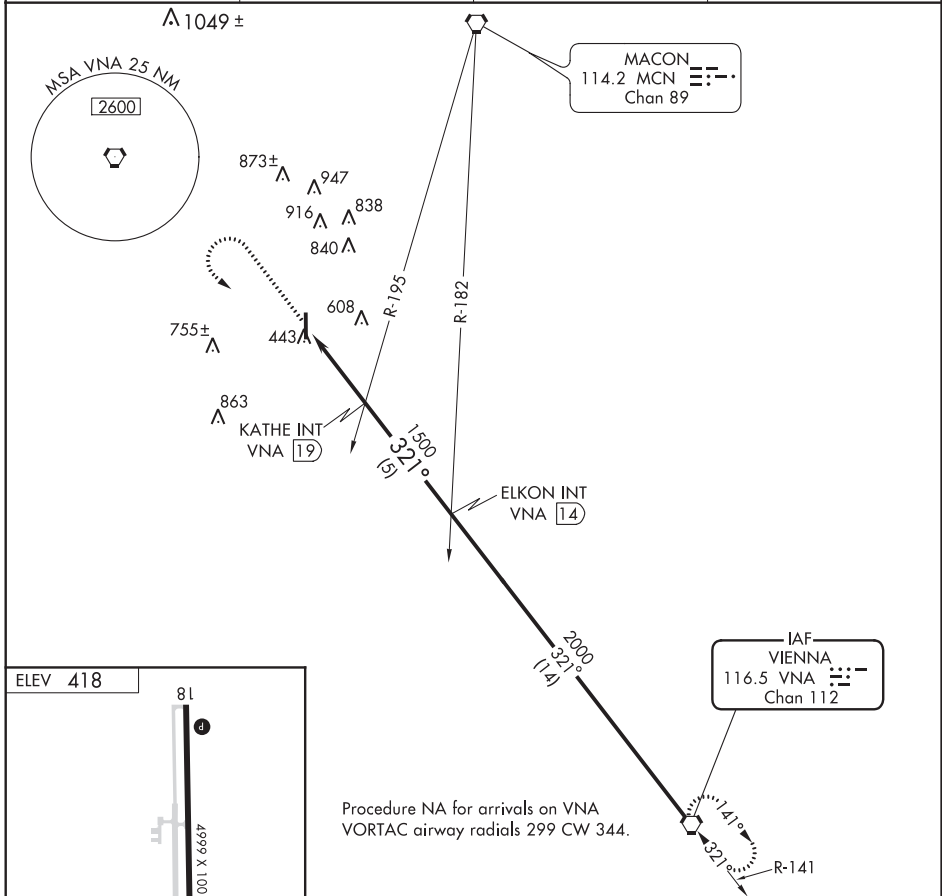 1049 ±
MSA VNA 25 NM
2600
MACON
114.2 MCN
Chan 89
873±
947
916
838
840
R-195
R-182
608
755±
443
863
KATHE INT
VNA 19
1500
321°
(5)
ELKON INT
VNA 14
2000
321°
(14)
IAF
VIENNA
116.5 VNA
Chan 112
ELEV 418
18
P
4999 X 100
Procedure NA for arrivals on VNA
VORTAC airway radials 299 CW 344.
141°
321°
R-141